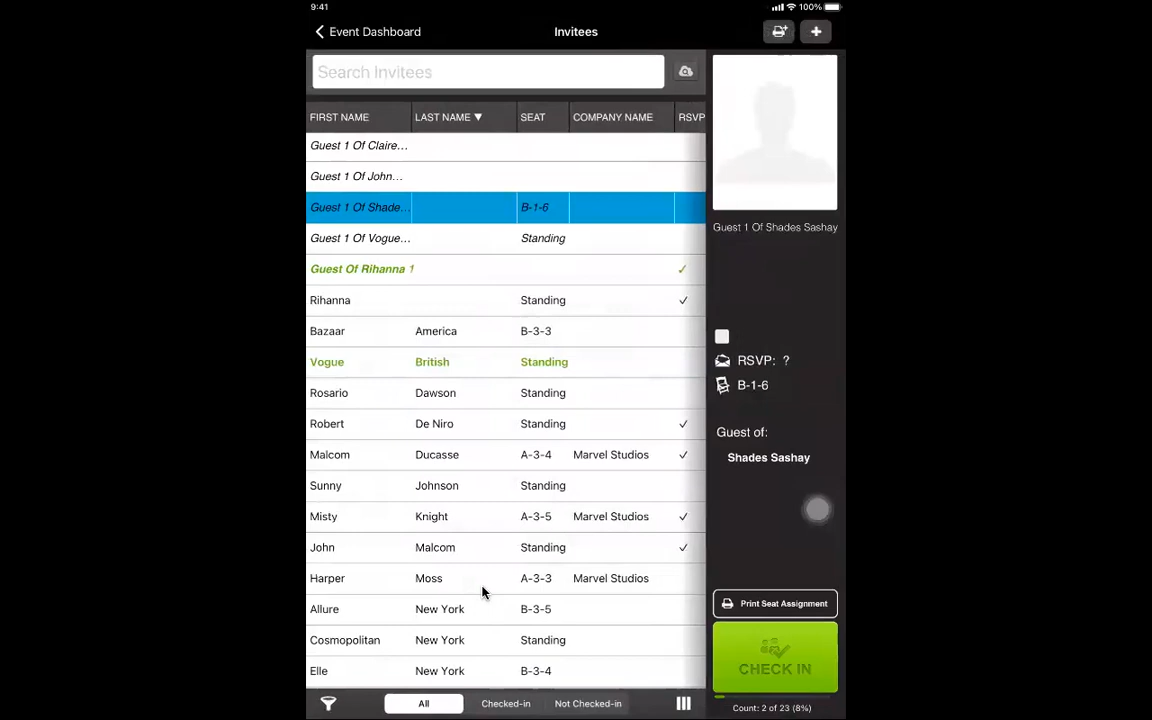 9:41 100%
Event Dashboard Invitees
Search Invitees
FIRST NAME LAST NAME ▼ SEAT COMPANY NAME RSVP
Guest 1 Of Claire...
Guest 1 Of John...
Guest 1 Of Shade... B-1-6
Guest 1 Of Vogue... Standing
Guest Of Rihanna 1 ✓
Rihanna Standing ✓
Bazaar America B-3-3
Vogue British Standing
Rosario Dawson Standing
Robert De Niro Standing ✓
Malcom Ducasse A-3-4 Marvel Studios ✓
Sunny Johnson Standing
Misty Knight A-3-5 Marvel Studios ✓
John Malcom Standing ✓
Harper Moss A-3-3 Marvel Studios
Allure New York B-3-5
Cosmopolitan New York Standing
Elle New York B-3-4
All Checked-in Not Checked-in
Guest 1 Of Shades Sashay
RSVP: ?
B-1-6
Guest of:
Shades Sashay
Print Seat Assignment
CHECK IN
Count: 2 of 23 (8%)